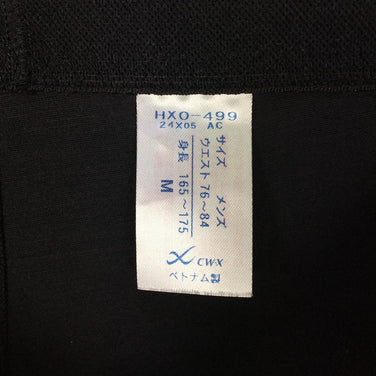 HXO-499
24X05 AC
サイズ メンズ
ウエスト 76～84
身長 165～175
M
CW-X
ベトナム製